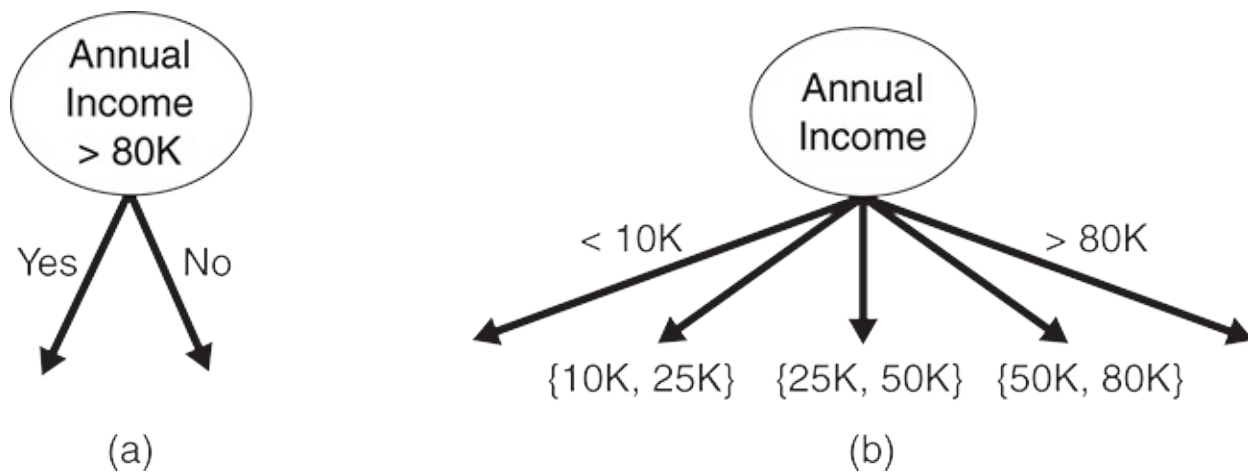 Annual
Income
> 80K
Yes
No
(a)
Annual
Income
< 10K
> 80K
{10K, 25K}
{25K, 50K}
{50K, 80K}
(b)